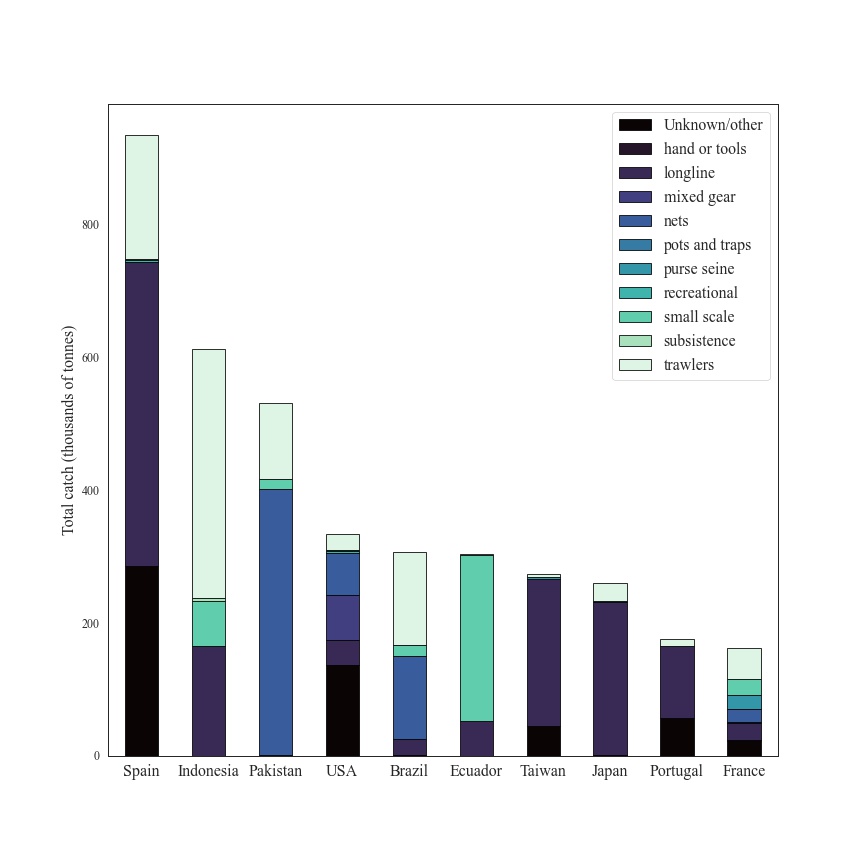 Unknown/other
hand or tools
longline
mixed gear
nets
pots and traps
purse seine
recreational
small scale
subsistence
trawlers
Total catch (thousands of tonnes)
800
600
400
200
0
Spain Indonesia Pakistan USA Brazil Ecuador Taiwan Japan Portugal France